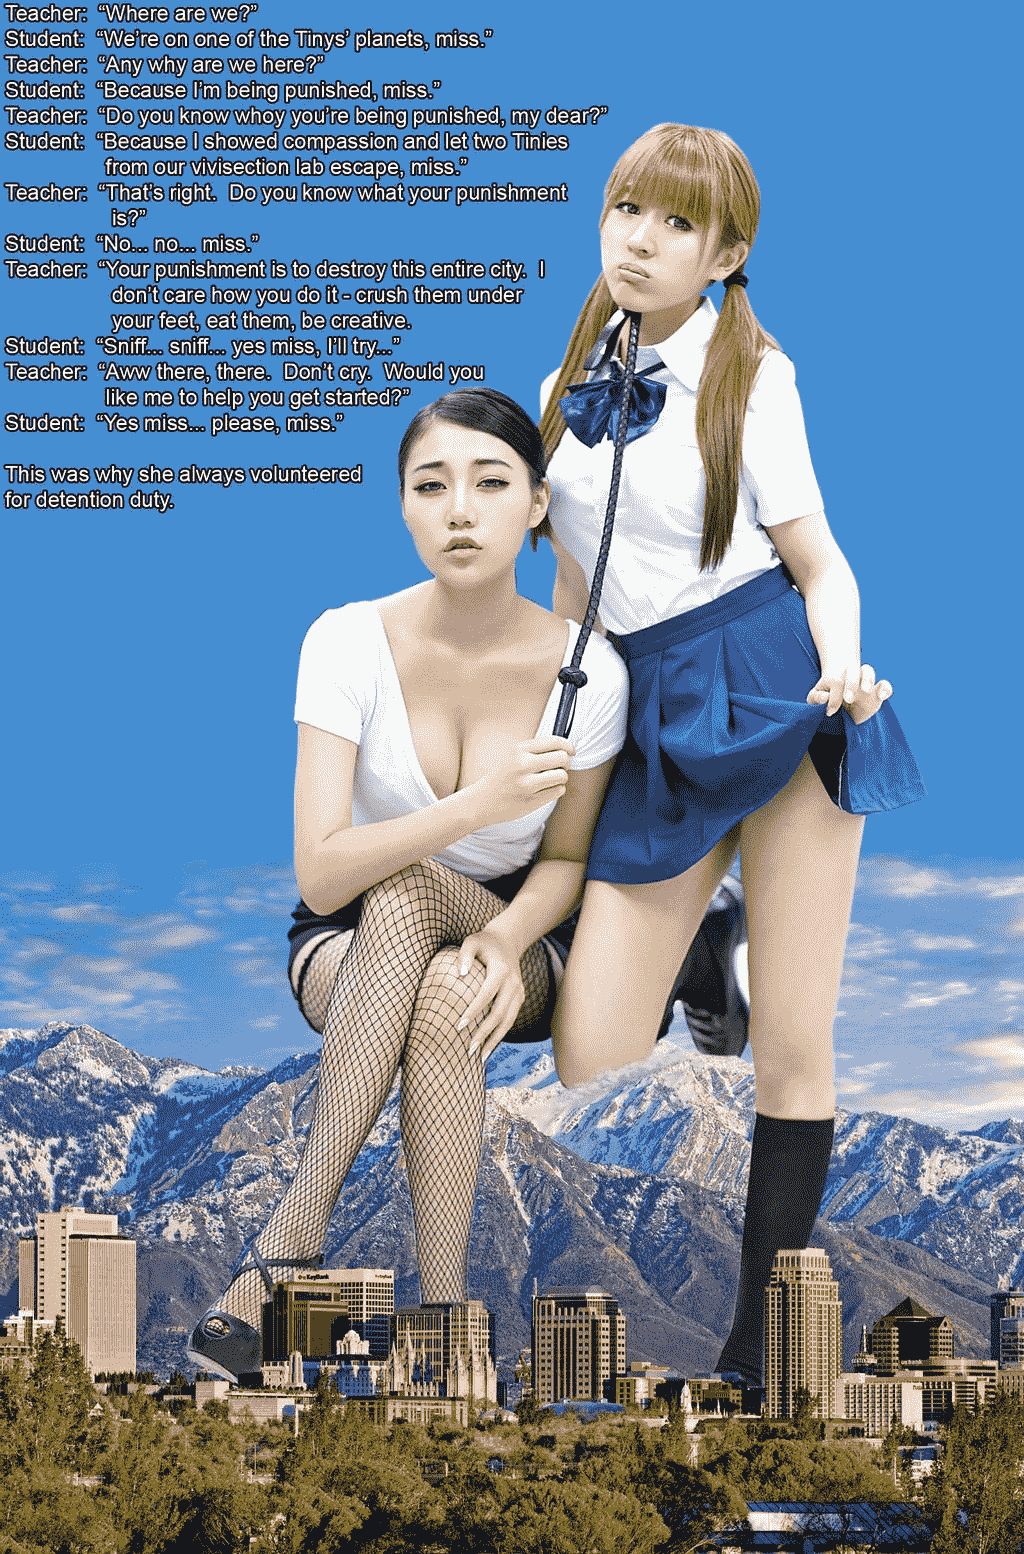 Teacher: “Where are we?”
Student: “We’re on one of the Tinys’ planets, miss.”
Teacher: “Any why are we here?”
Student: “Because I’m being punished, miss.”
Teacher: “Do you know whoy you’re being punished, my dear?”
Student: “Because I showed compassion and let two Tinies
from our vivisection lab escape, miss.”
Teacher: “That’s right. Do you know what your punishment
is?”
Student: “No... no... miss.”
Teacher: “Your punishment is to destroy this entire city. I
don’t care how you do it - crush them under
your feet, eat them, be creative.
Student: “Sniff... sniff... yes miss, I’ll try...”
Teacher: “Aww there, there. Don’t cry. Would you
like me to help you get started?”
Student: “Yes miss... please, miss.”
This was why she always volunteered
for detention duty.
KeyBank